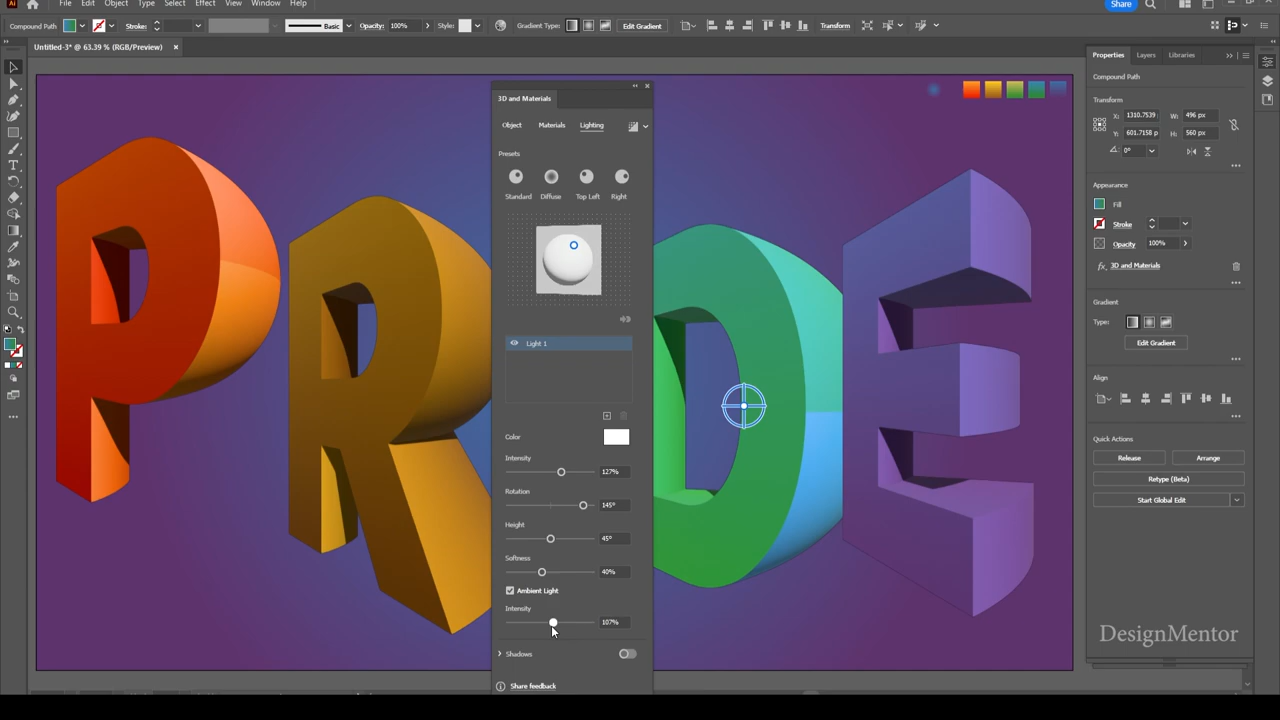 File Edit Object Type Select Effect View Window Help
Share
Compound Path
Stroke:
Basic
Opacity: 100%
Style:
Gradient Type:
Edit Gradient
Transform
Untitled-3* @ 63.39 % (RGB/Preview)
3D and Materials
Object Materials Lighting
Presets
Standard Diffuse Top Left Right
Light 1
Color
Intensity
127%
Rotation
145°
Height
45°
Softness
40%
Ambient Light
Intensity
107%
Shadows
Share feedback
P R D E
Properties Layers Libraries
Compound Path
Transform
X: 1310.7539 W: 496 px
Y: 601.7158 p H: 560 px
0°
Appearance
Fill
Stroke
Opacity 100%
fx 3D and Materials
Gradient
Type:
Edit Gradient
Align
Quick Actions
Release Arrange
Retype (Beta)
Start Global Edit
DesignMentor